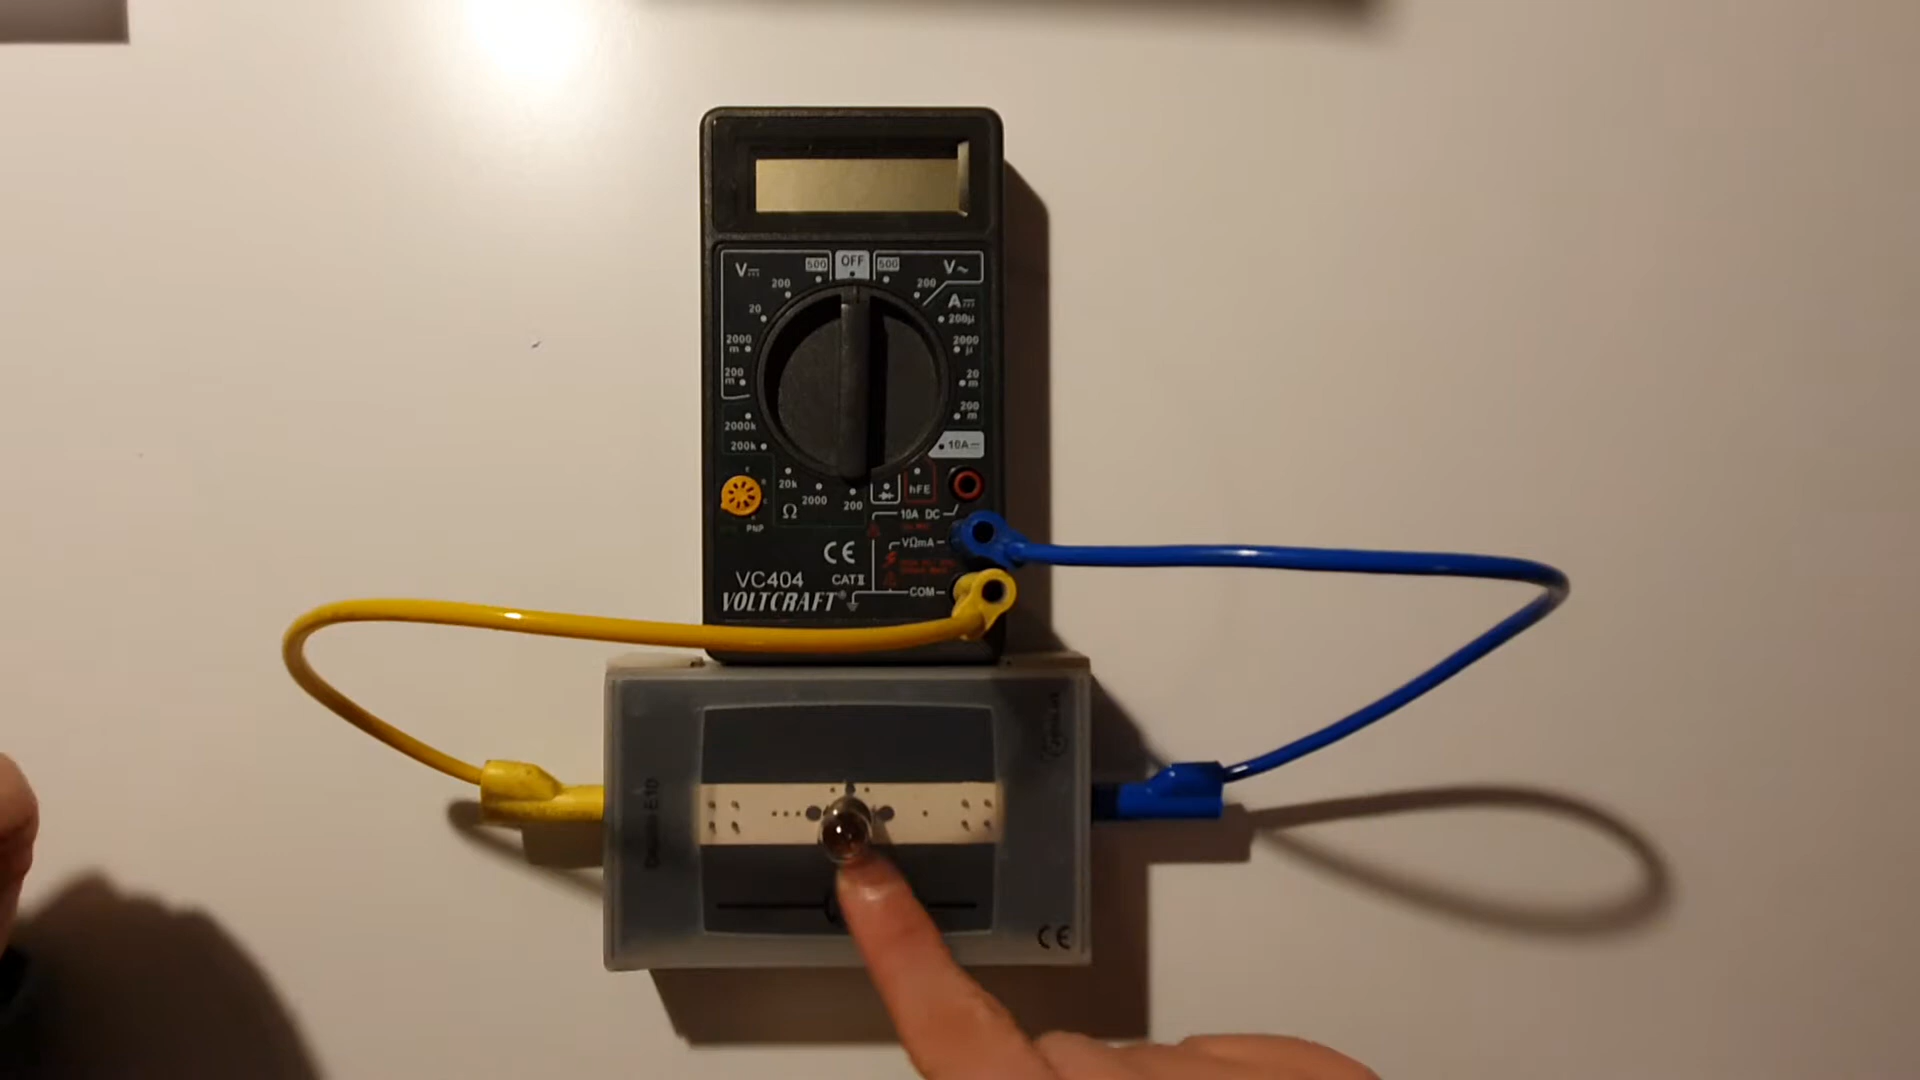 V⎓ 500 OFF 500 V~
200 200
20 A⎓
200µ
2000
m
2000
µ
200
m
20
m
2000k
200
m
200k
10A⎓
20k
2000
200
hFE
Ω
PNP
10A DC
VΩmA
CE
VC404 CAT II
COM
VOLTCRAFT®
E10
CE